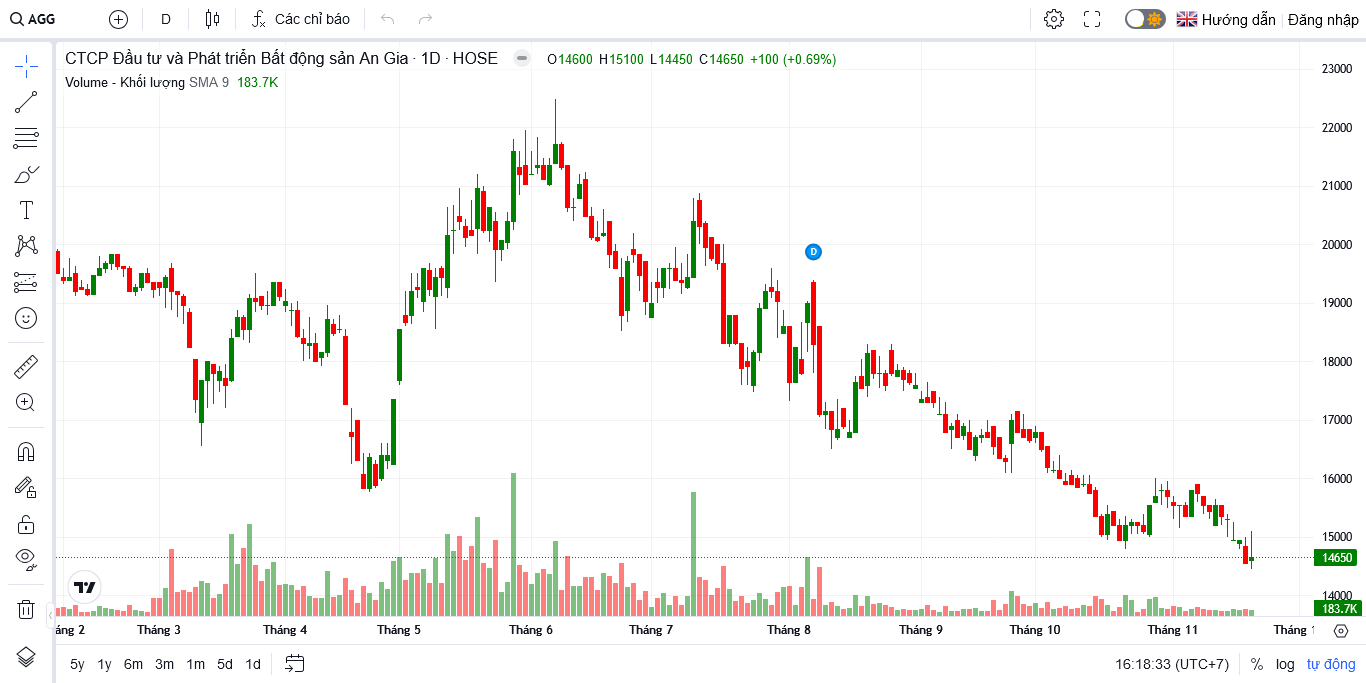 AGG D Các chỉ báo Hướng dẫn Đăng nhập
CTCP Đầu tư và Phát triển Bất động sản An Gia · 1D · HOSE O14600 H15100 L14450 C14650 +100 (+0.69%)
Volume - Khối lượng SMA 9 183.7K
23000
22000
21000
20000
D
19000
18000
17000
16000
15000
14650
14000
183.7K
áng 2 Tháng 3 Tháng 4 Tháng 5 Tháng 6 Tháng 7 Tháng 8 Tháng 9 Tháng 10 Tháng 11 Tháng 1
5y 1y 6m 3m 1m 5d 1d 16:18:33 (UTC+7) % log tự động